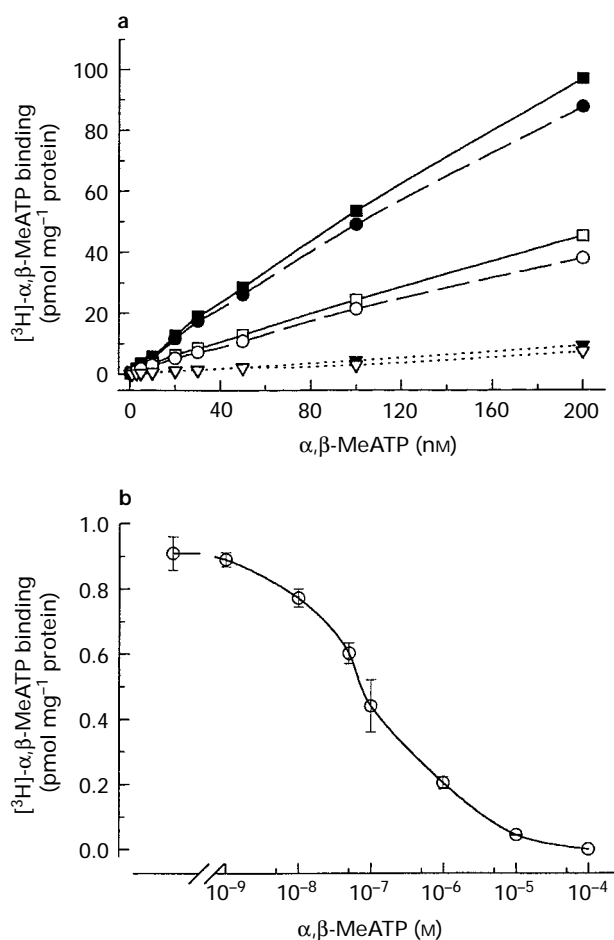 a
100
80
60
40
20
0
[³H]-α,β-MeATP binding
(pmol mg⁻¹ protein)
0 40 80 120 160 200
α,β-MeATP (nM)
b
1.0
0.8
0.6
0.4
0.2
0.0
[³H]-α,β-MeATP binding
(pmol mg⁻¹ protein)
10⁻⁹ 10⁻⁸ 10⁻⁷ 10⁻⁶ 10⁻⁵ 10⁻⁴
α,β-MeATP (M)